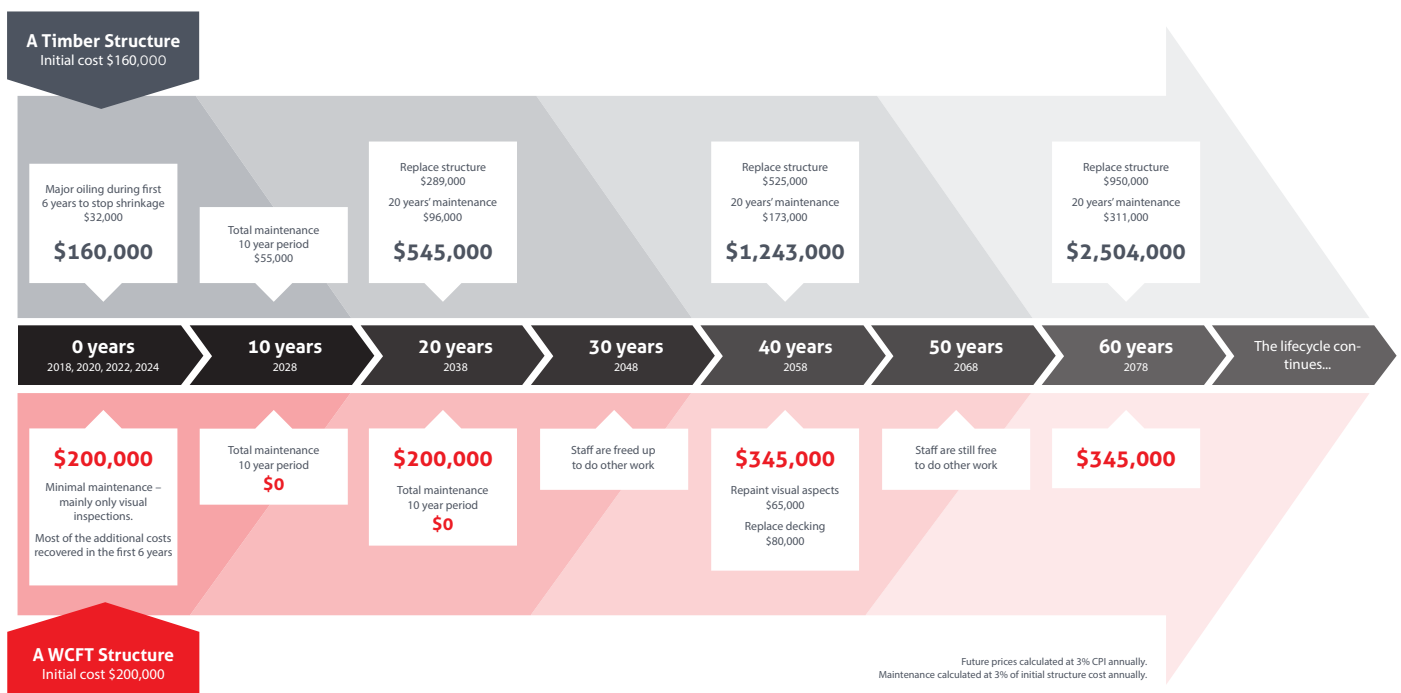 A Timber Structure
Initial cost $160,000
Major oiling during first
6 years to stop shrinkage
$32,000
$160,000
Total maintenance
10 year period
$55,000
Replace structure
$289,000
20 years' maintenance
$96,000
$545,000
Replace structure
$525,000
20 years' maintenance
$173,000
$1,243,000
Replace structure
$950,000
20 years' maintenance
$311,000
$2,504,000
0 years
2018, 2020, 2022, 2024
10 years
2028
20 years
2038
30 years
2048
40 years
2058
50 years
2068
60 years
2078
The lifecycle con-
tinues...
$200,000
Minimal maintenance –
mainly only visual
inspections.
Most of the additional costs
recovered in the first 6 years
Total maintenance
10 year period
$0
$200,000
Total maintenance
10 year period
$0
Staff are freed up
to do other work
$345,000
Repaint visual aspects
$65,000
Replace decking
$80,000
Staff are still free
to do other work
$345,000
A WCFT Structure
Initial cost $200,000
Future prices calculated at 3% CPI annually.
Maintenance calculated at 3% of initial structure cost annually.